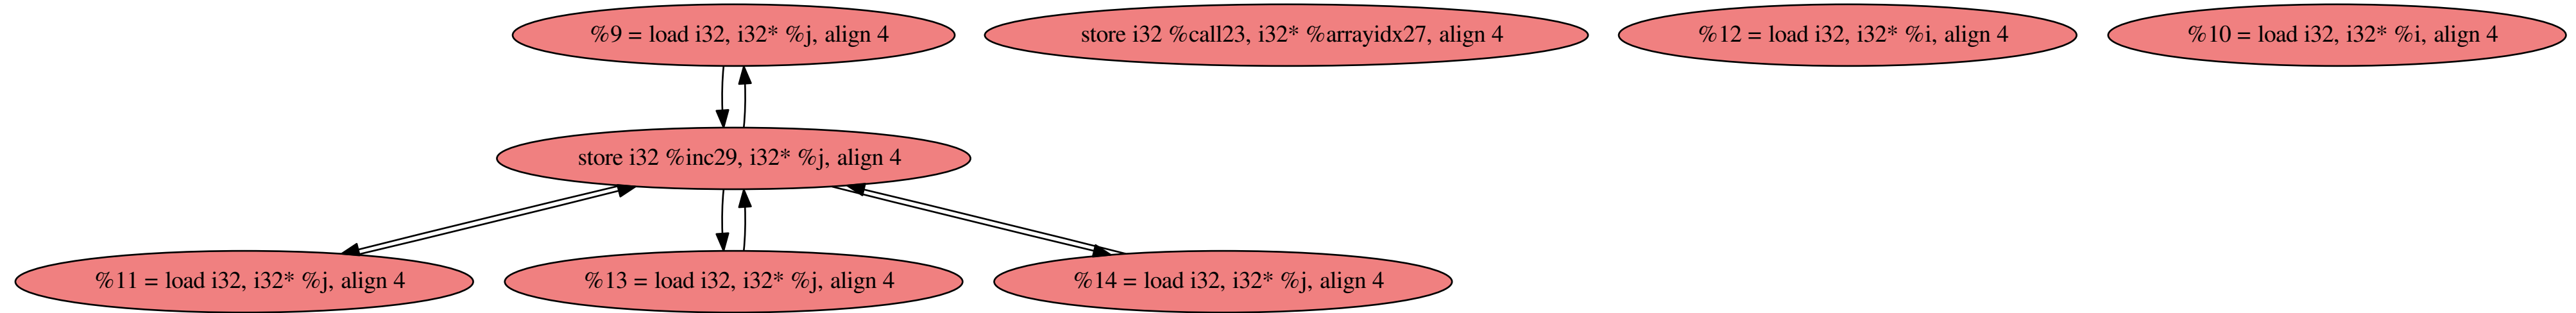 %9 = load i32, i32* %j, align 4
store i32 %call23, i32* %arrayidx27, align 4
%12 = load i32, i32* %i, align 4
%10 = load i32, i32* %i, align 4
store i32 %inc29, i32* %j, align 4
%11 = load i32, i32* %j, align 4
%13 = load i32, i32* %j, align 4
%14 = load i32, i32* %j, align 4